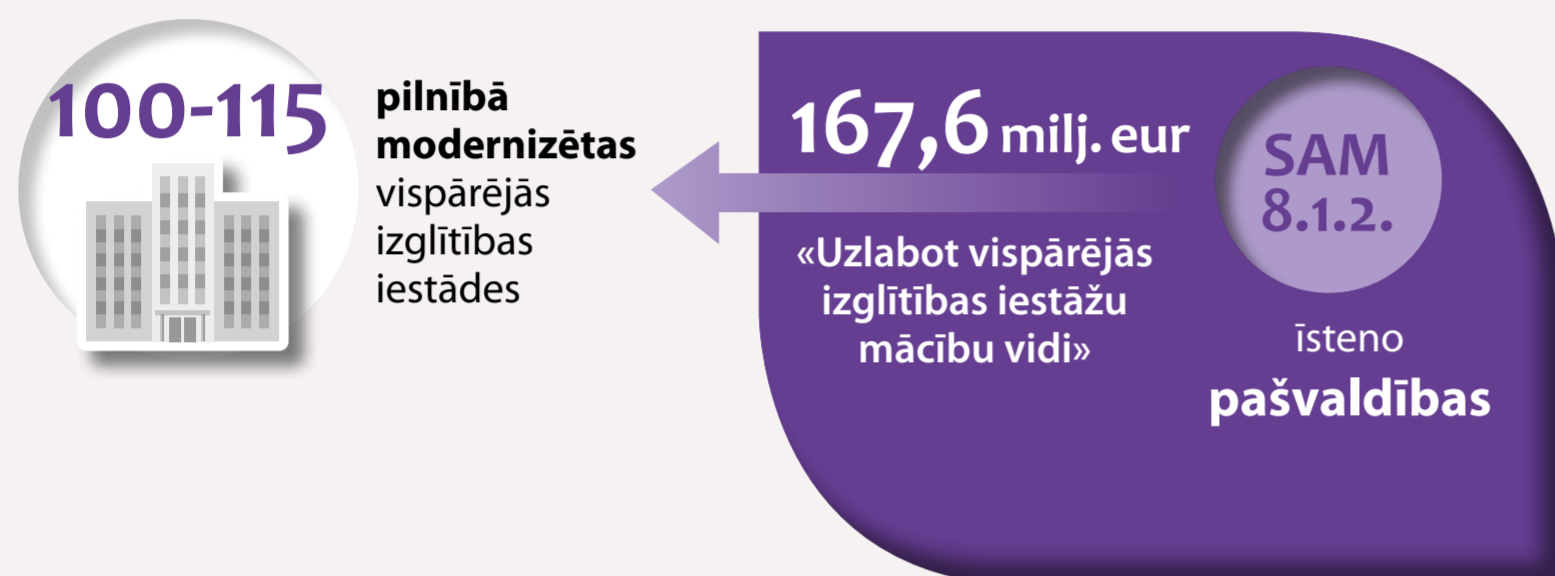 100-115
pilnībā
modernizētas
vispārējās
izglītības
iestādes
167,6 milj. eur
«Uzlabot vispārējās
izglītības iestāžu
mācību vidi»
SAM
8.1.2.
īsteno
pašvaldības